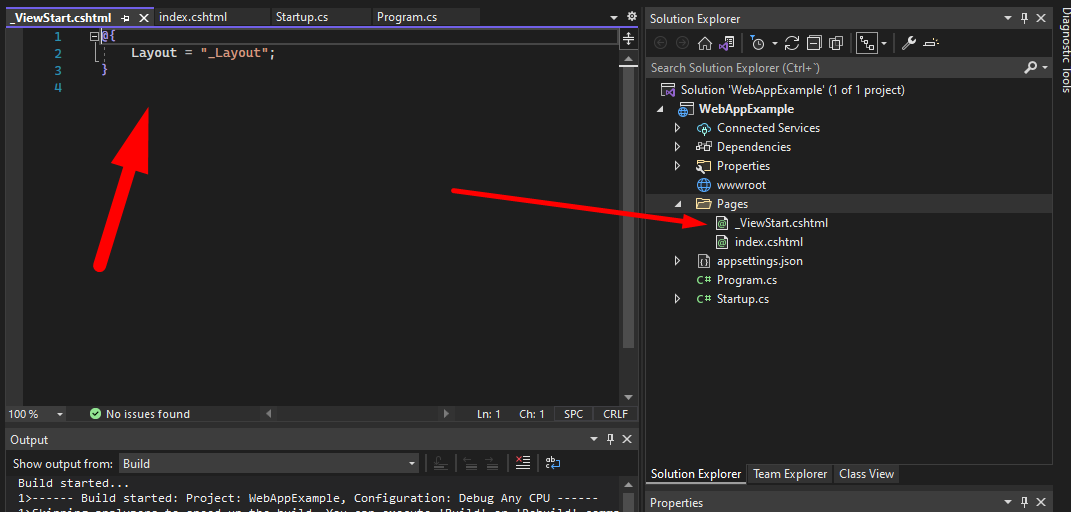 _ViewStart.cshtml index.cshtml Startup.cs Program.cs
1 @{
2 Layout = "_Layout";
3 }
4
100 % No issues found Ln: 1 Ch: 1 SPC CRLF
Output
Show output from: Build
Build started...
1>------ Build started: Project: WebAppExample, Configuration: Debug Any CPU ------
Solution Explorer
Search Solution Explorer (Ctrl+`)
Solution 'WebAppExample' (1 of 1 project)
WebAppExample
Connected Services
Dependencies
Properties
wwwroot
Pages
_ViewStart.cshtml
index.cshtml
appsettings.json
C# Program.cs
C# Startup.cs
Solution Explorer Team Explorer Class View
Properties
Diagnostic Tools